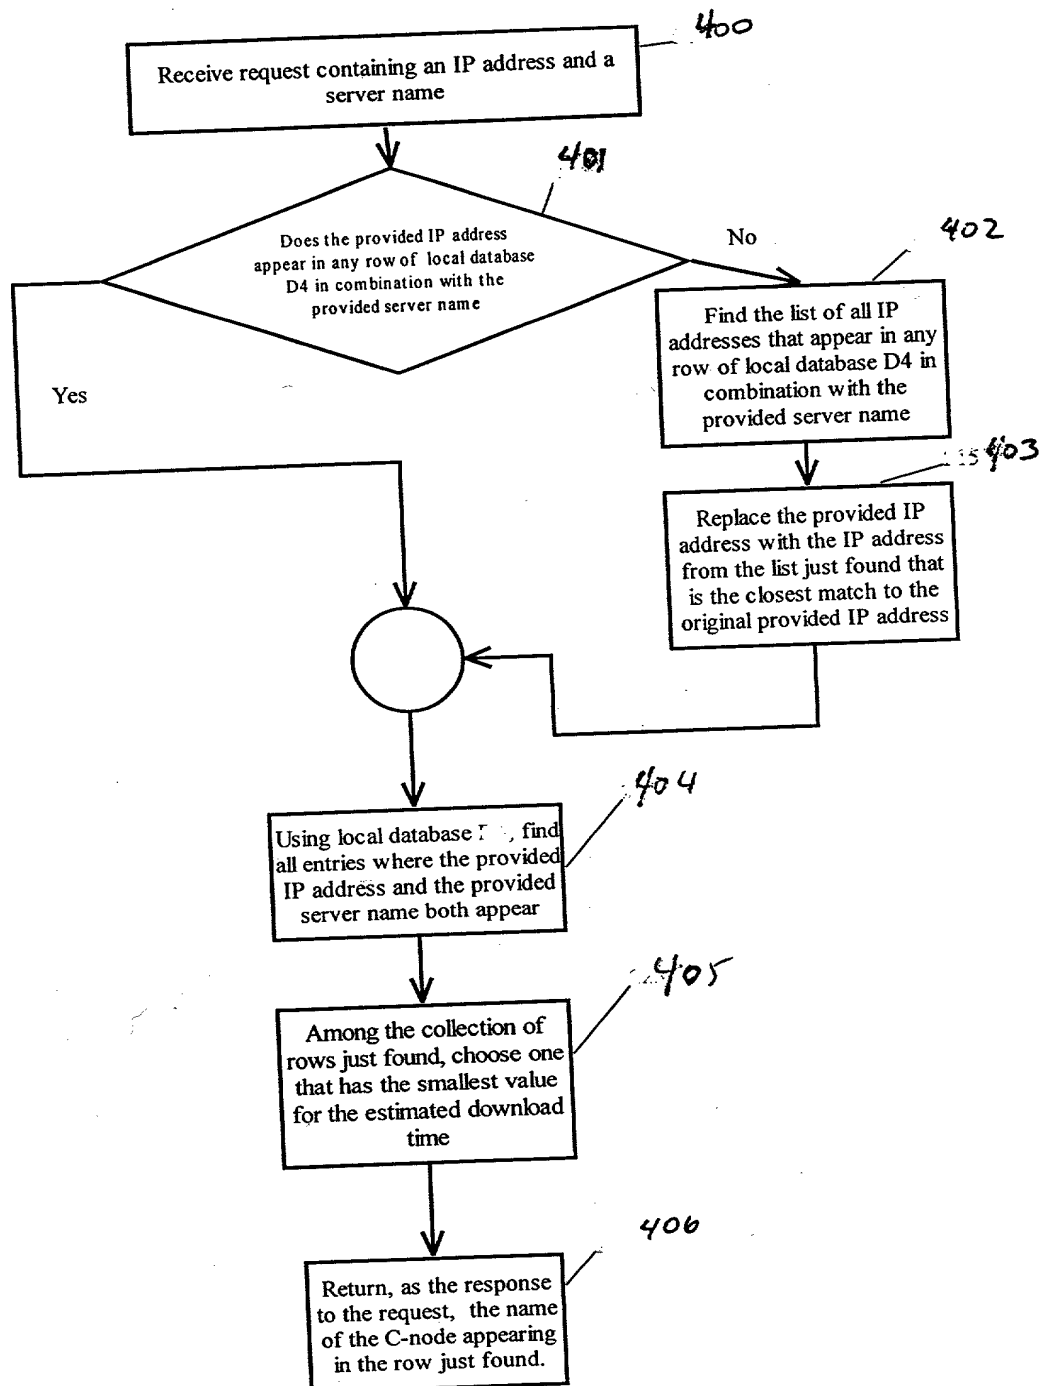 400
Receive request containing an IP address and a
server name
401
Does the provided IP address
appear in any row of local database
D4 in combination with the
provided server name
No
402
Find the list of all IP
addresses that appear in any
row of local database D4 in
combination with the
provided server name
Yes
403
Replace the provided IP
address with the IP address
from the list just found that
is the closest match to the
original provided IP address
404
Using local database , find
all entries where the provided
IP address and the provided
server name both appear
405
Among the collection of
rows just found, choose one
that has the smallest value
for the estimated download
time
406
Return, as the response
to the request, the name
of the C-node appearing
in the row just found.